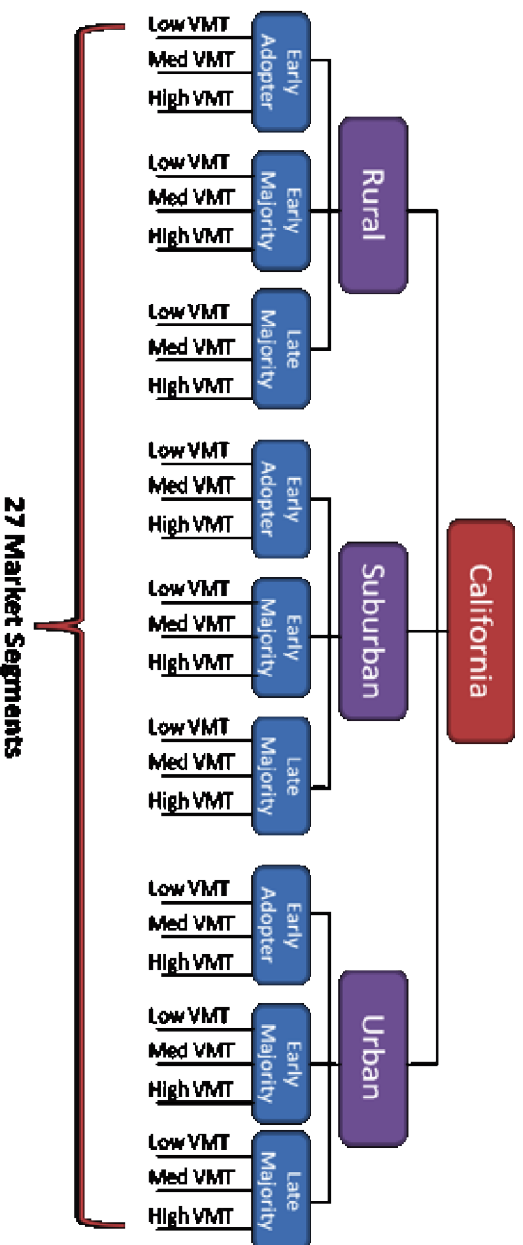 California
Rural
Suburban
Urban
Early
Adopter
Early
Majority
Late
Majority
Early
Adopter
Early
Majority
Late
Majority
Early
Adopter
Early
Majority
Late
Majority
Low VMT
Med VMT
High VMT
Low VMT
Med VMT
High VMT
Low VMT
Med VMT
High VMT
Low VMT
Med VMT
High VMT
Low VMT
Med VMT
High VMT
Low VMT
Med VMT
High VMT
Low VMT
Med VMT
High VMT
Low VMT
Med VMT
High VMT
Low VMT
Med VMT
High VMT
27 Market Segments